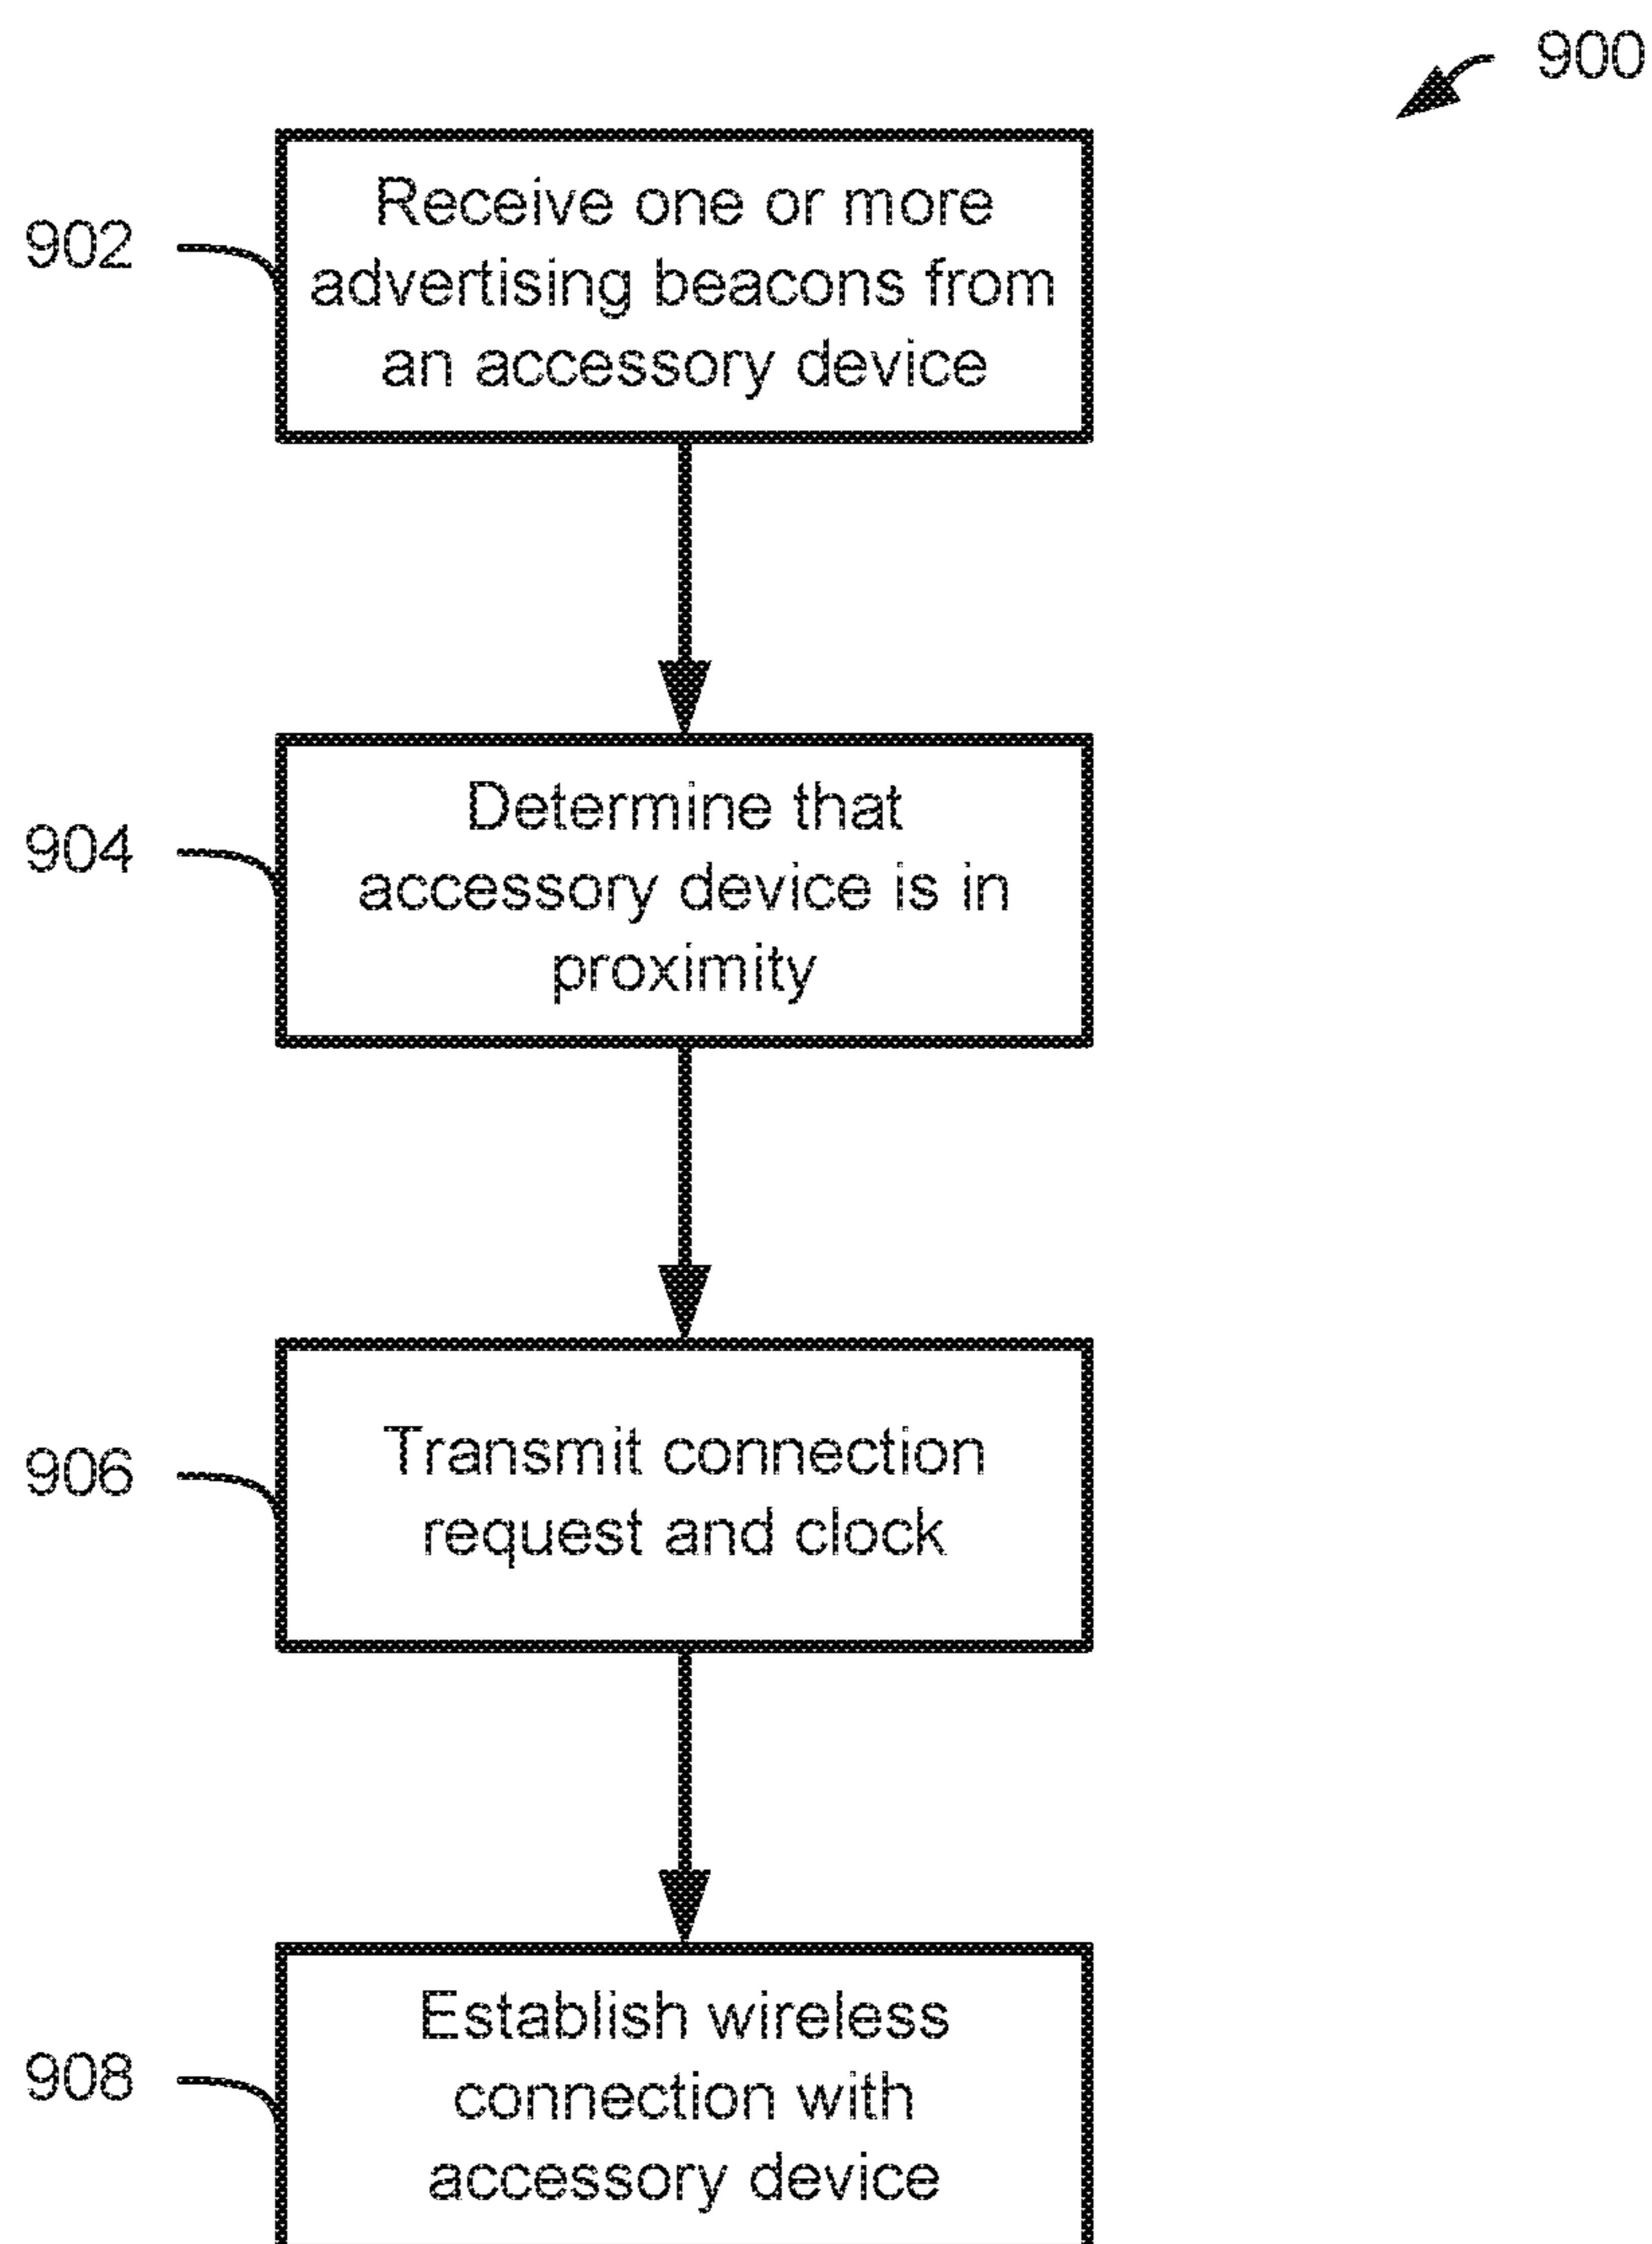 900
902
Receive one or more
advertising beacons from
an accessory device
904
Determine that
accessory device is in
proximity
906
Transmit connection
request and clock
908
Establish wireless
connection with
accessory device